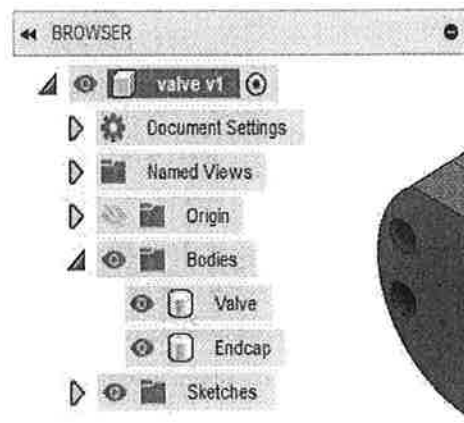 BROWSER
valve v1
Document Settings
Named Views
Origin
Bodies
Valve
Endcap
Sketches